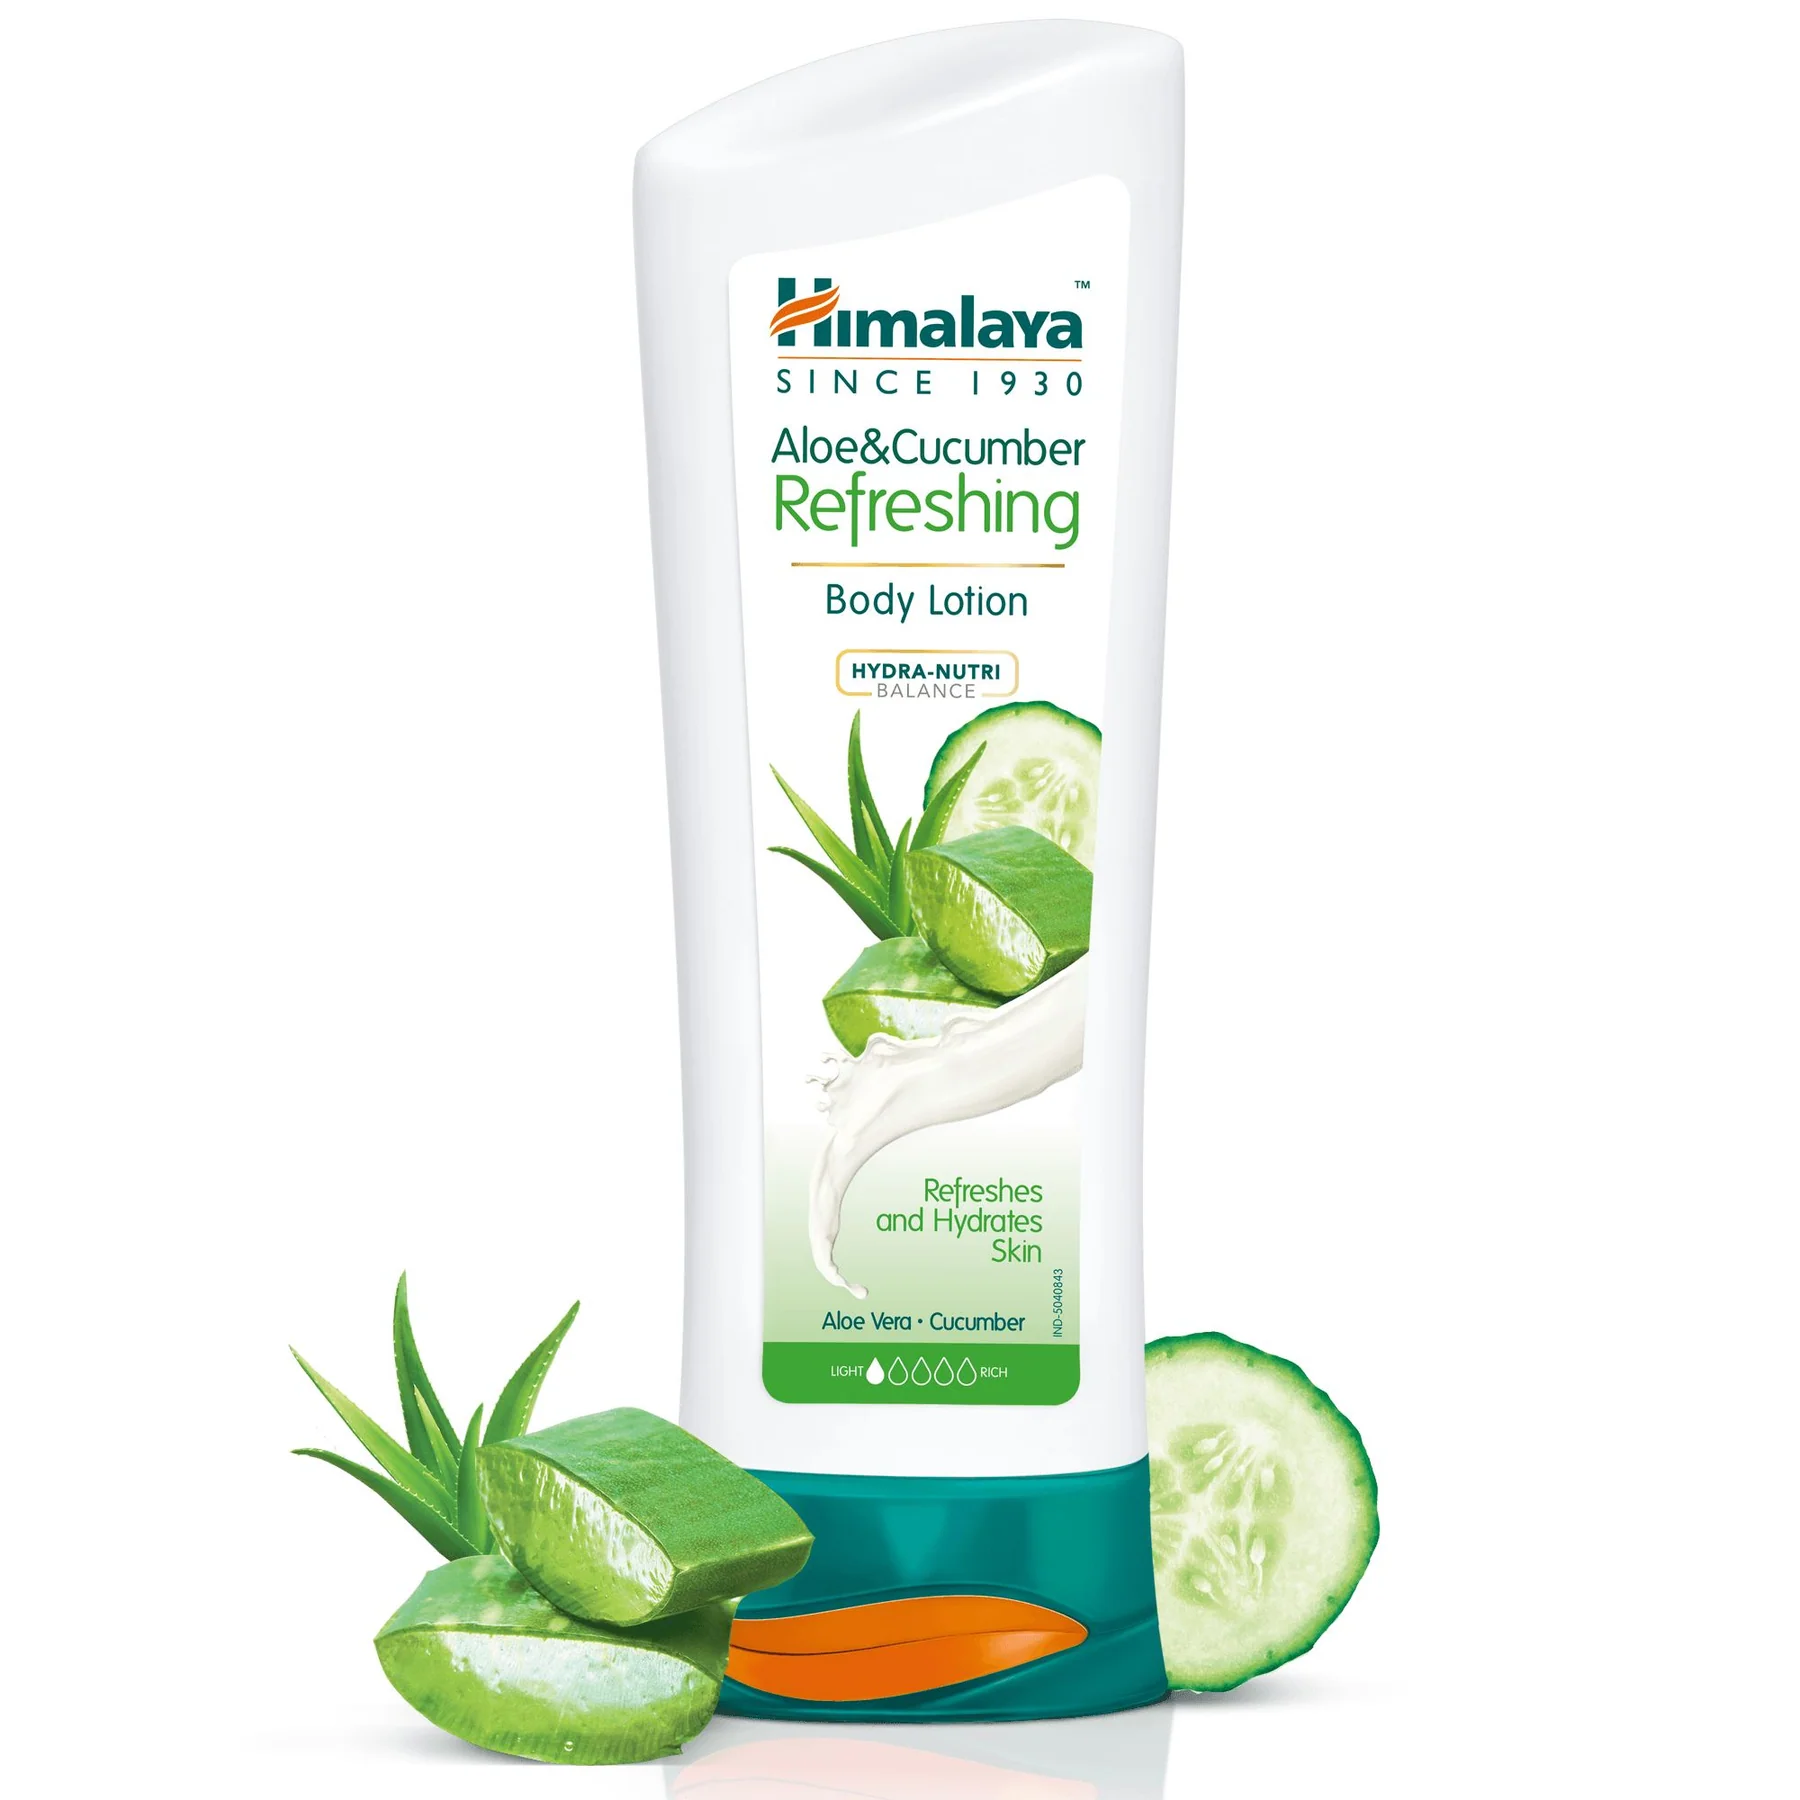 Himalaya™
SINCE 1930
Aloe&Cucumber
Refreshing
Body Lotion
HYDRA-NUTRI
BALANCE
Refreshes
and Hydrates
Skin
IND-5040843
Aloe Vera • Cucumber
LIGHT RICH